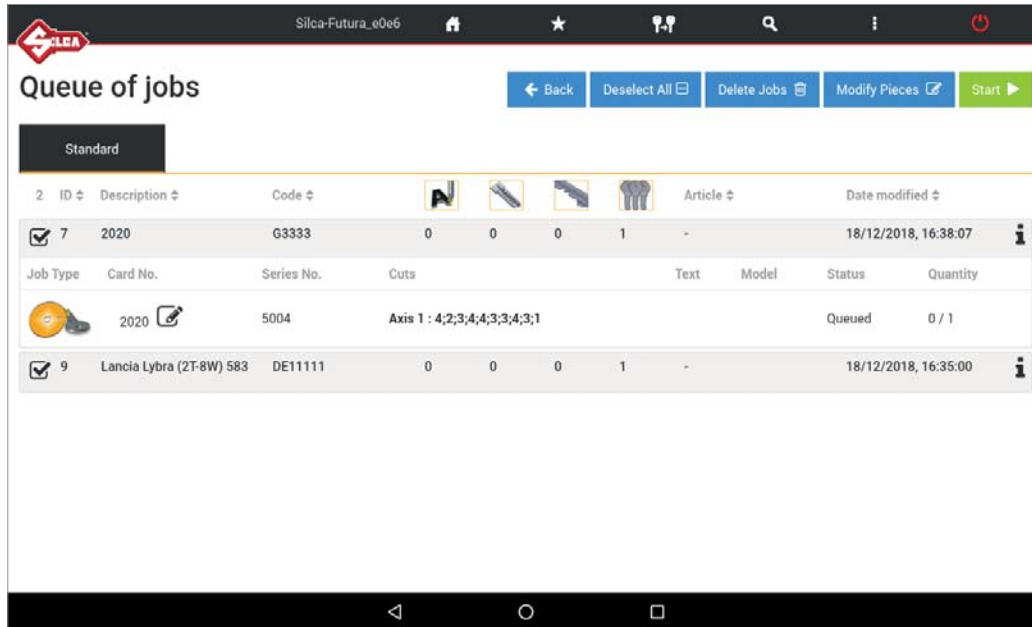 SILCA
Silca-Futura_e0e6
Queue of jobs
Back Deselect All Delete Jobs Modify Pieces Start
Standard
2 ID Description Code A Article Date modified
7 2020 G3333 0 0 0 1 - 18/12/2018, 16:38:07 i
Job Type Card No. Series No. Cuts Text Model Status Quantity
2020 5004 Axis 1 : 4;2;3;4;4;3;3;4;3;1 Queued 0 / 1
9 Lancia Lybra (2T-8W) 583 DE11111 0 0 0 1 - 18/12/2018, 16:35:00 i